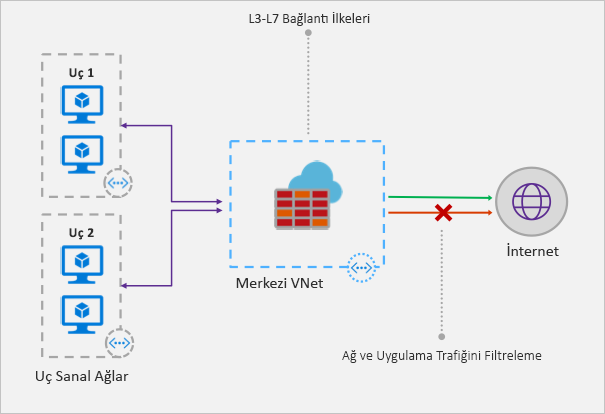 L3-L7 Bağlantı İlkeleri
Uç 1
Uç 2
Merkezi VNet
İnternet
Ağ ve Uygulama Trafiğini Filtreleme
Uç Sanal Ağlar